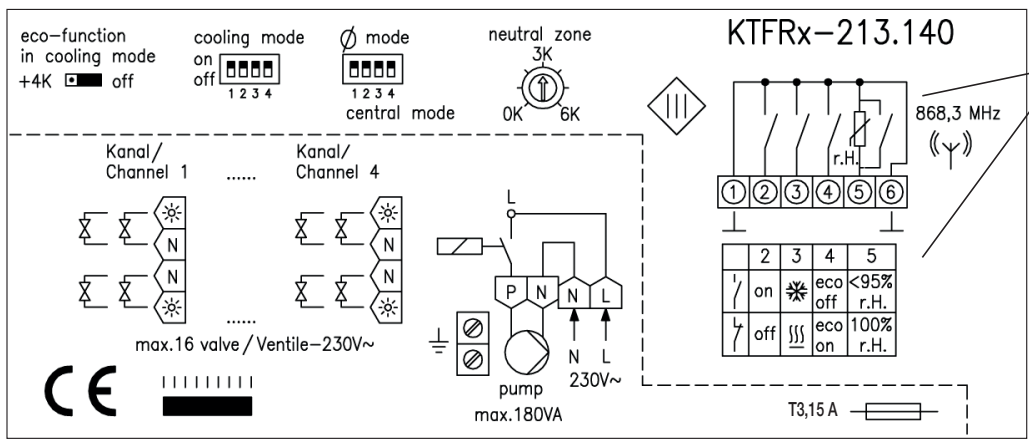 KTFRx–213.140
eco–function
in cooling mode
+4K off
cooling mode
on
off
1 2 3 4
Ø mode
1 2 3 4
central mode
neutral zone
3K
0K 6K
868,3 MHz
r.H.
1 2 3 4 5 6
Kanal/
Channel 1
......
Kanal/
Channel 4
N N
N N
......
max.16 valve/Ventile–230V~
L
P N N L
N L
230V~
pump
max.180VA
2 3 4 5
on eco off <95% r.H.
off eco on 100% r.H.
CE
T3,15 A